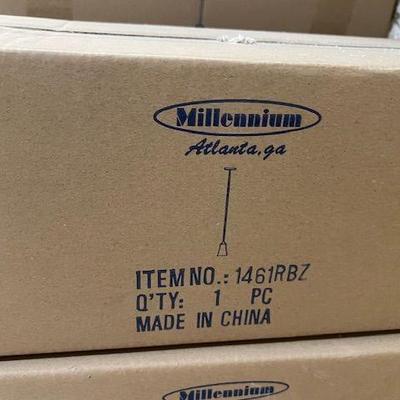 Millennium
Atlanta,ga
ITEM NO.: 1461RBZ
Q'TY: 1 PC
MADE IN CHINA
Millennium